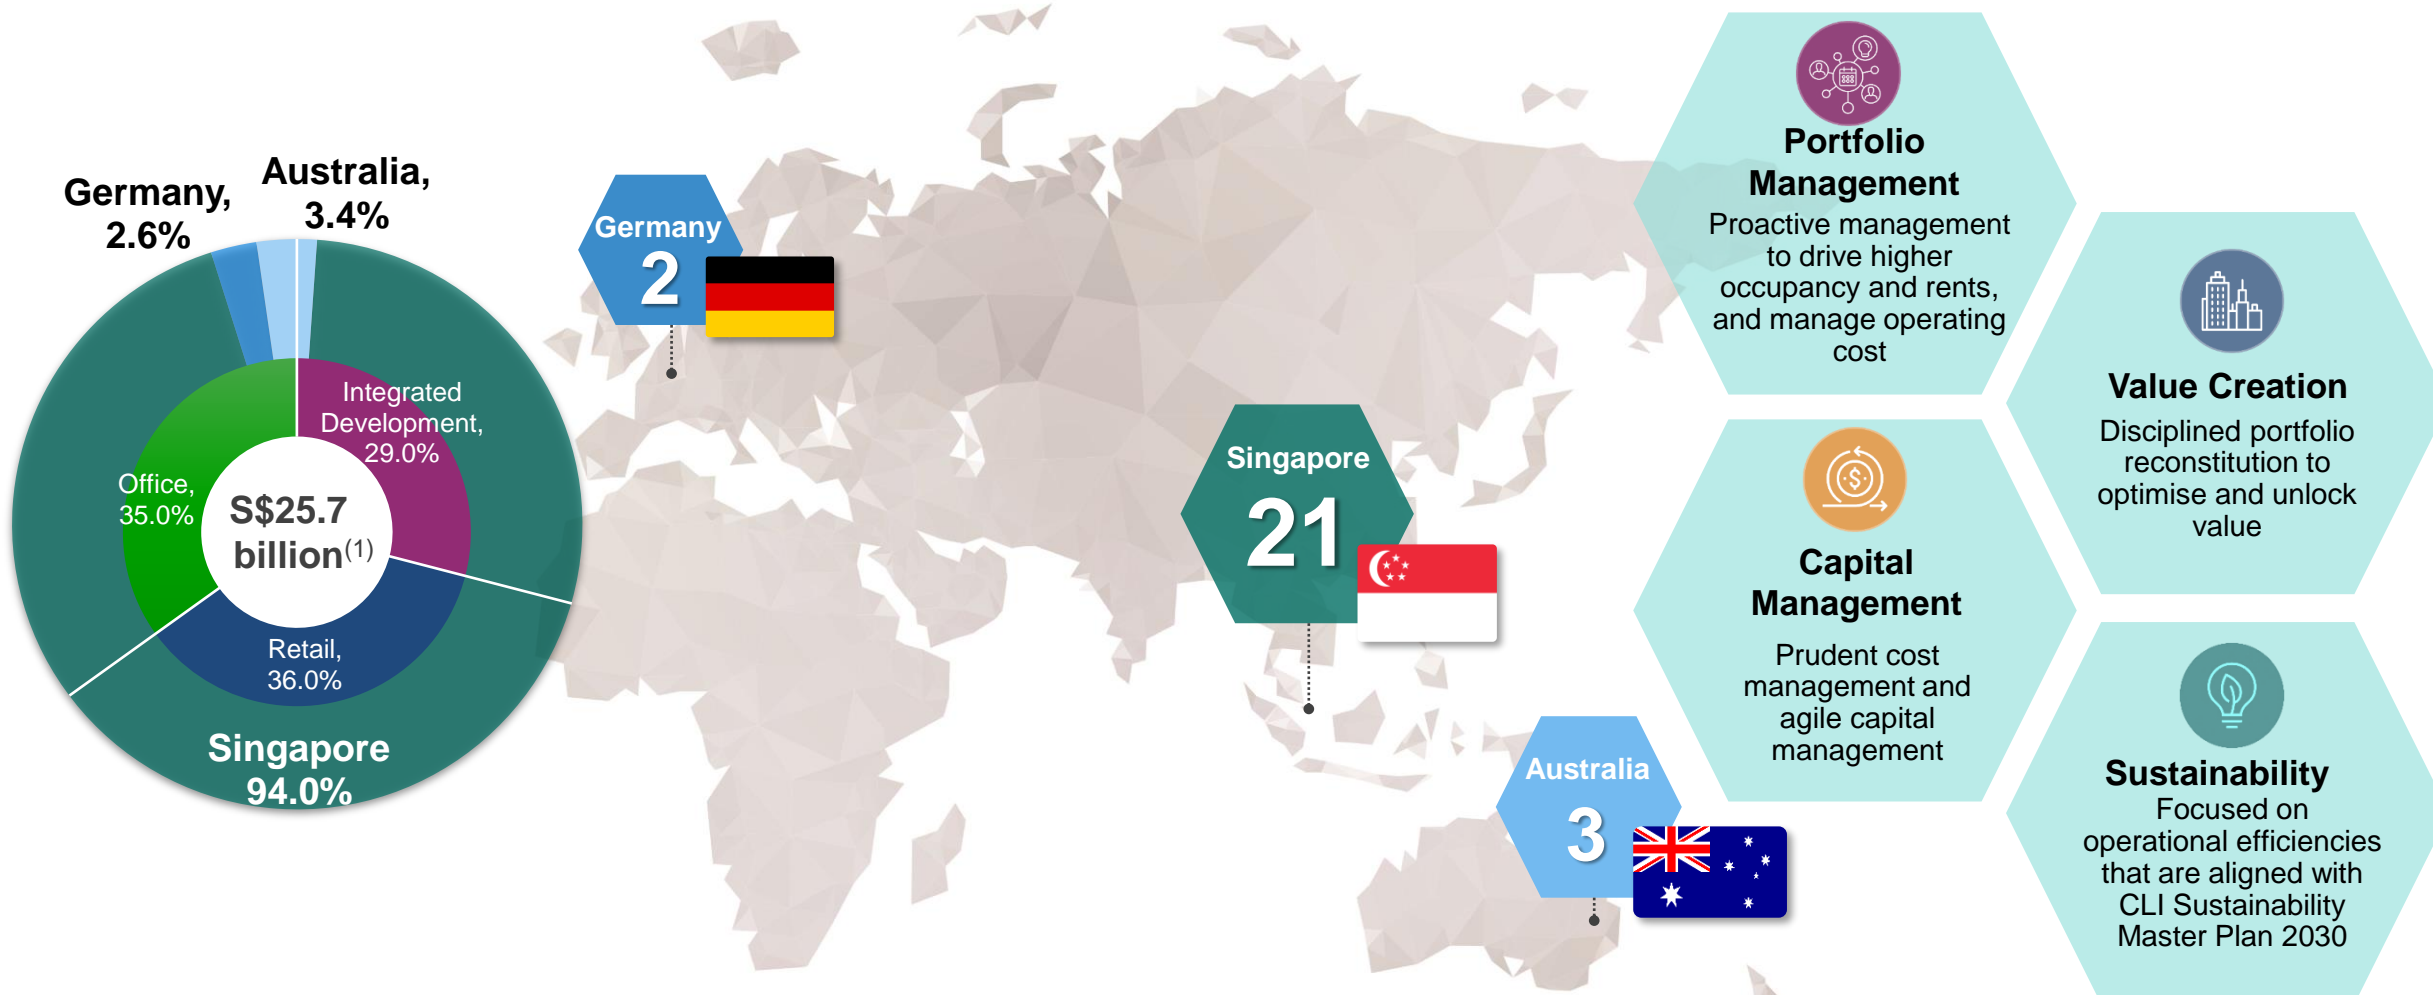 Germany,
2.6%
Australia,
3.4%
Integrated
Development,
29.0%
Office,
35.0%
S$25.7
billion(1)
Retail,
36.0%
Singapore
94.0%
Germany
2
Singapore
21
Australia
3
Portfolio
Management
Proactive management
to drive higher
occupancy and rents,
and manage operating
cost
Value Creation
Disciplined portfolio
reconstitution to
optimise and unlock
value
Capital
Management
Prudent cost
management and
agile capital
management
Sustainability
Focused on
operational efficiencies
that are aligned with
CLI Sustainability
Master Plan 2030